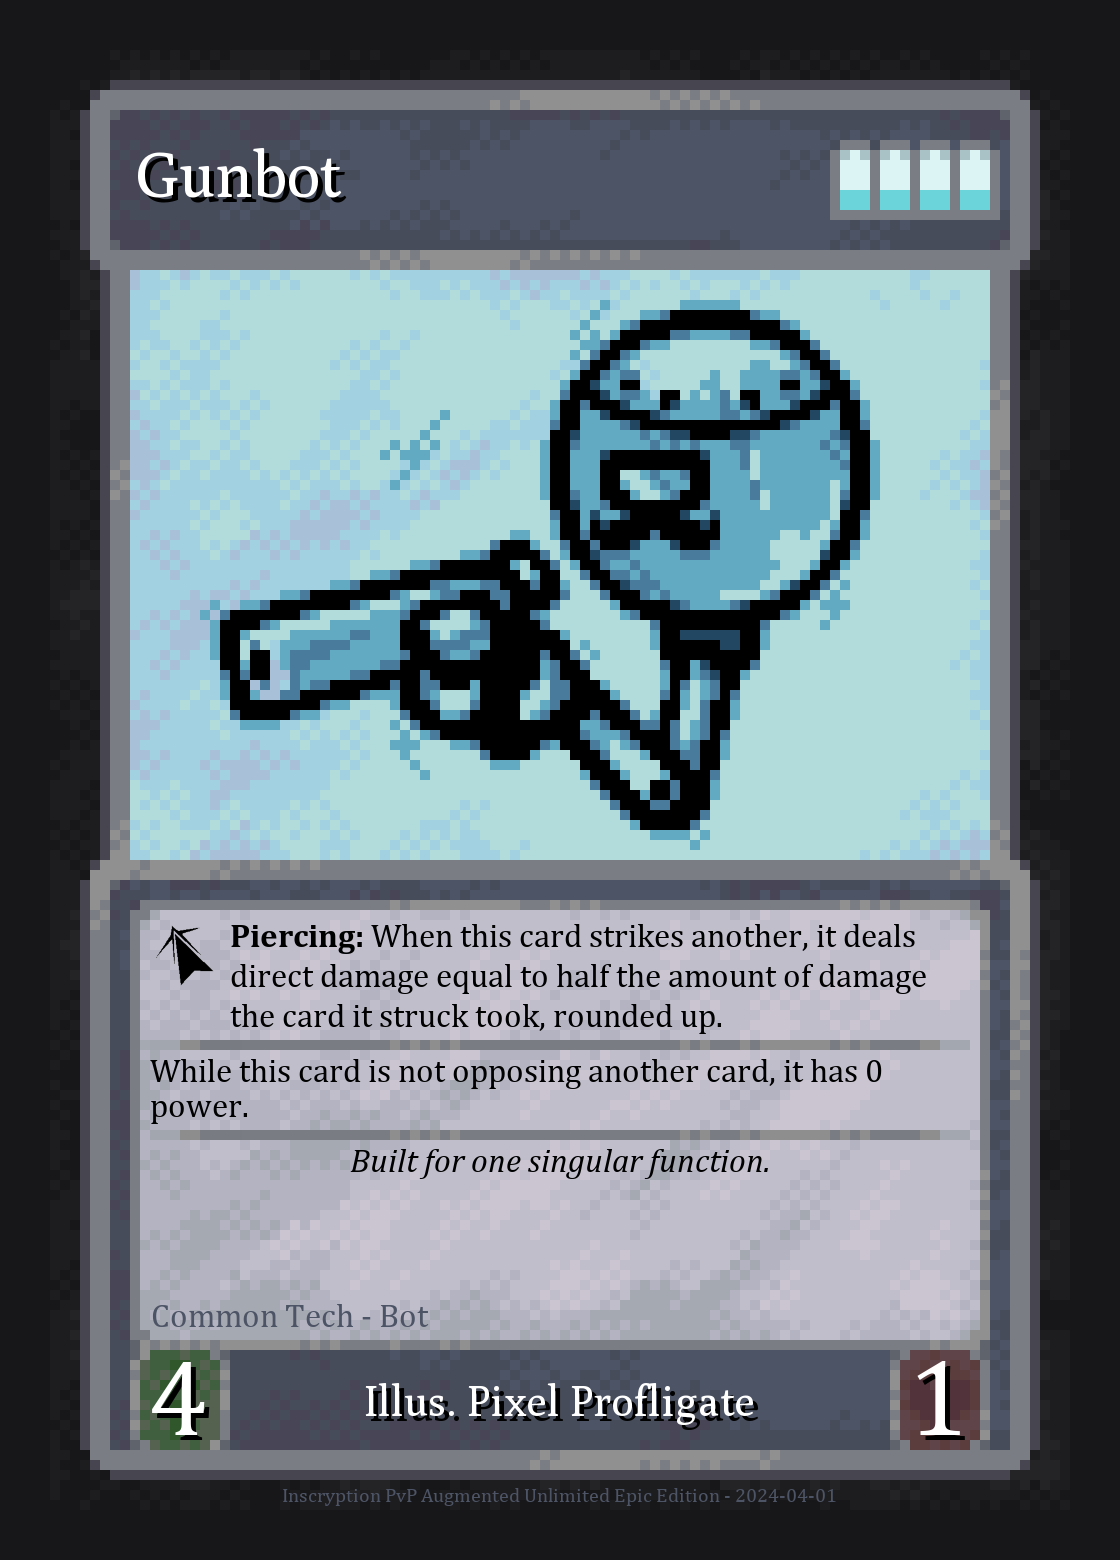 Gunbot
Piercing: When this card strikes another, it deals
direct damage equal to half the amount of damage
the card it struck took, rounded up.
While this card is not opposing another card, it has 0
power.
Built for one singular function.
Common Tech - Bot
4
Illus. Pixel Profligate
1
Inscryption PvP Augmented Unlimited Epic Edition - 2024-04-01